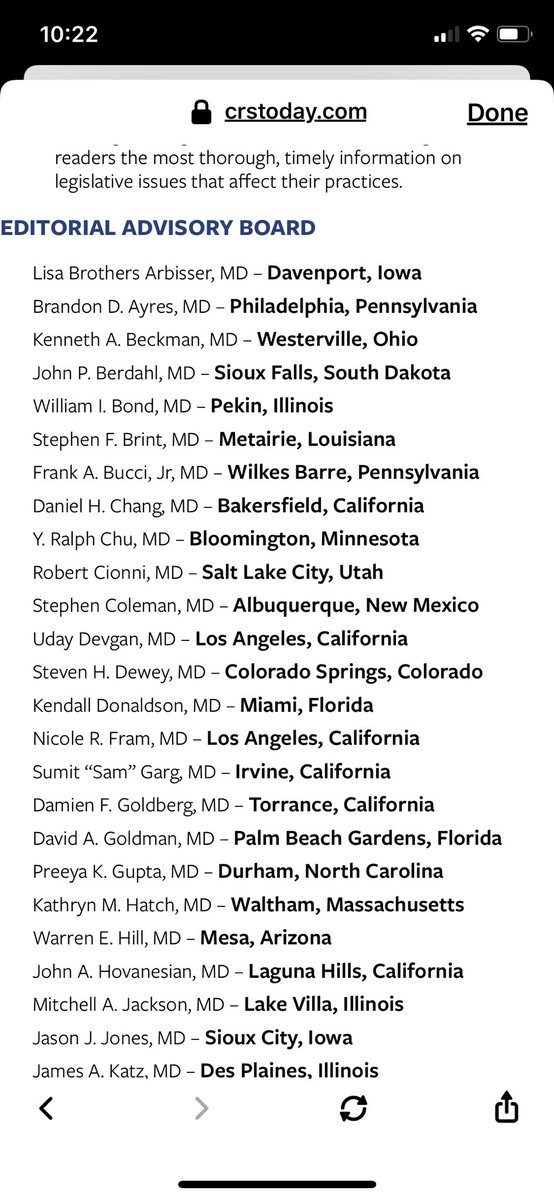 10:22
crstoday.com
Done
readers the most thorough, timely information on
legislative issues that affect their practices.
EDITORIAL ADVISORY BOARD
Lisa Brothers Arbisser, MD – Davenport, Iowa
Brandon D. Ayres, MD – Philadelphia, Pennsylvania
Kenneth A. Beckman, MD – Westerville, Ohio
John P. Berdahl, MD – Sioux Falls, South Dakota
William I. Bond, MD – Pekin, Illinois
Stephen F. Brint, MD – Metairie, Louisiana
Frank A. Bucci, Jr, MD – Wilkes Barre, Pennsylvania
Daniel H. Chang, MD – Bakersfield, California
Y. Ralph Chu, MD – Bloomington, Minnesota
Robert Cionni, MD – Salt Lake City, Utah
Stephen Coleman, MD – Albuquerque, New Mexico
Uday Devgan, MD – Los Angeles, California
Steven H. Dewey, MD – Colorado Springs, Colorado
Kendall Donaldson, MD – Miami, Florida
Nicole R. Fram, MD – Los Angeles, California
Sumit “Sam” Garg, MD – Irvine, California
Damien F. Goldberg, MD – Torrance, California
David A. Goldman, MD – Palm Beach Gardens, Florida
Preeya K. Gupta, MD – Durham, North Carolina
Kathryn M. Hatch, MD – Waltham, Massachusetts
Warren E. Hill, MD – Mesa, Arizona
John A. Hovanesian, MD – Laguna Hills, California
Mitchell A. Jackson, MD – Lake Villa, Illinois
Jason J. Jones, MD – Sioux City, Iowa
James A. Katz, MD – Des Plaines, Illinois